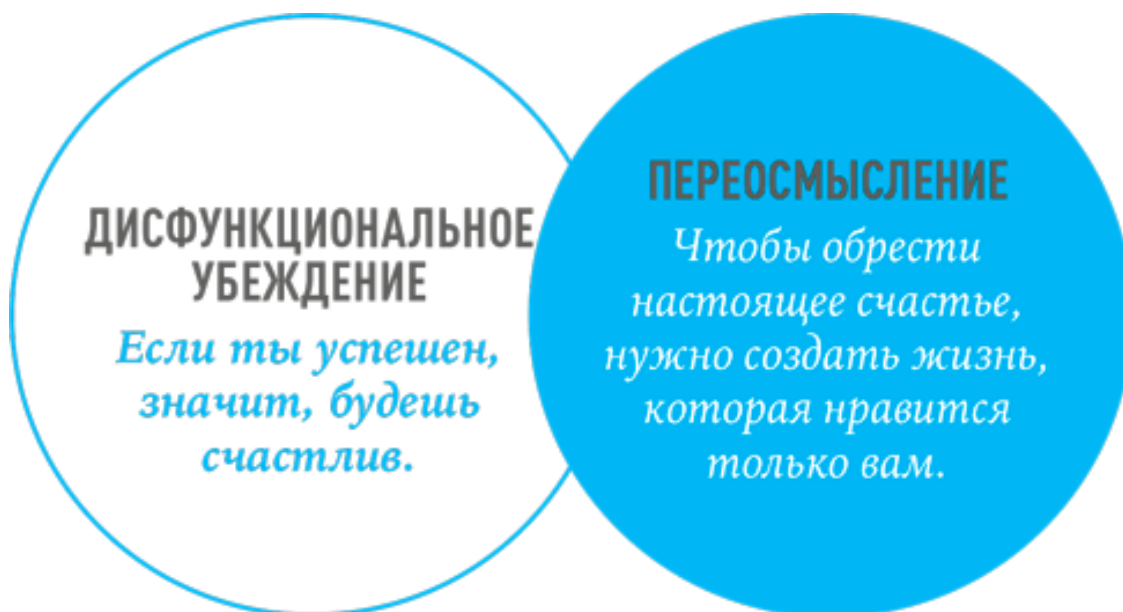 ДИСФУНКЦИОНАЛЬНОЕ
УБЕЖДЕНИЕ
Если ты успешен,
значит, будешь
счастлив.
ПЕРЕОСМЫСЛЕНИЕ
Чтобы обрести
настоящее счастье,
нужно создать жизнь,
которая нравится
только вам.